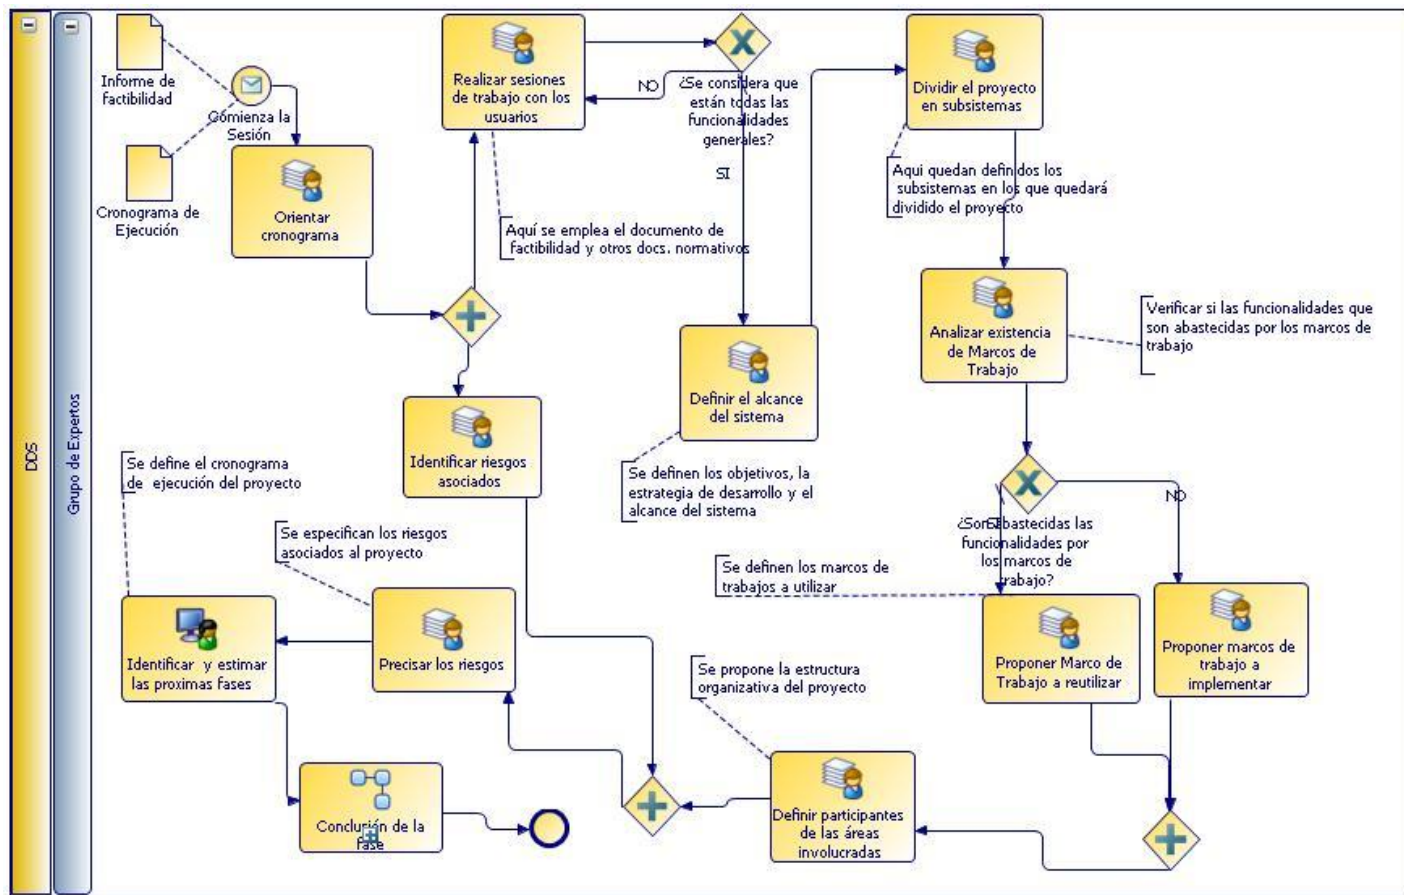 DDS
Grupo de Expertos
Informe de
factibilidad
Comienza la
Sesión
Cronograma de
Ejecución
Orientar
cronograma
Realizar sesiones
de trabajo con los
usuarios
Aquí se emplea el documento de
factibilidad y otros docs. normativos
NO
¿Se considera que
están todas las
funcionalidades
generales?
SI
Dividir el proyecto
en subsistemas
Aqui quedan definidos los
subsistemas en los que quedará
dividido el proyecto
Analizar existencia
de Marcos de
Trabajo
Verificar si las funcionalidades que
son abastecidas por los marcos de
trabajo
Definir el alcance
del sistema
Se definen los objetivos, la
estrategia de desarrollo y el
alcance del sistema
Identificar riesgos
asociados
Se define el cronograma
de ejecución del proyecto
Se especifican los riesgos
asociados al proyecto
NO
SI
¿Son abastecidas las
funcionalidades por
los marcos de
trabajo?
Se definen los marcos de
trabajos a utilizar
Identificar y estimar
las proximas fases
Precisar los riesgos
Proponer Marco de
Trabajo a reutilizar
Proponer marcos de
trabajo a
implementar
Se propone la estructura
organizativa del proyecto
Conclusión de la
fase
Definir participantes
de las áreas
involucradas